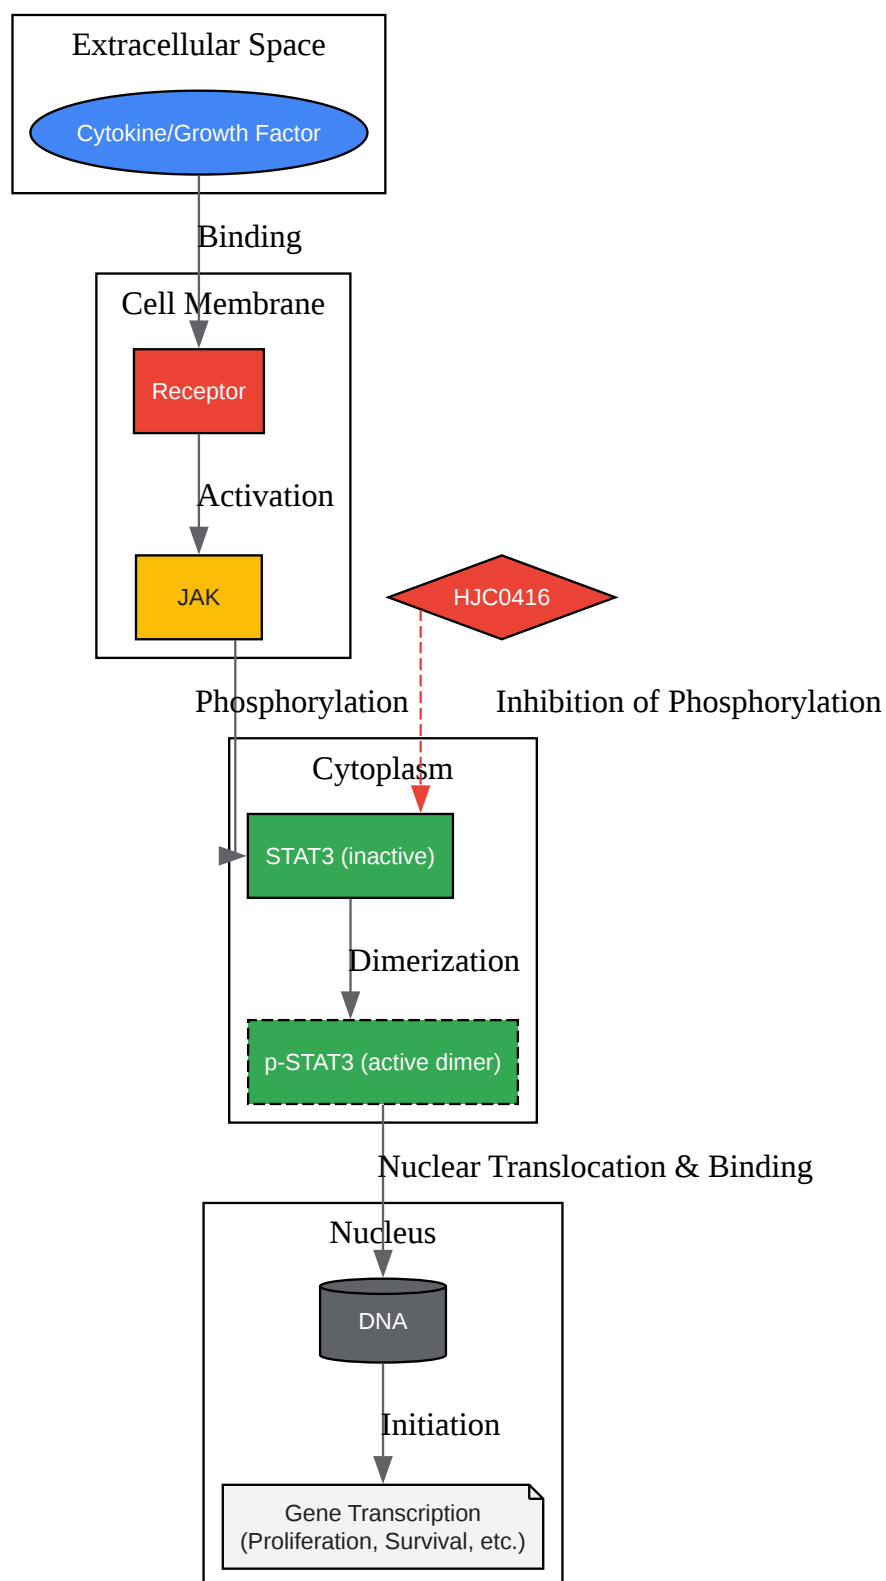 Extracellular Space
Cytokine/Growth Factor
Binding
Cell Membrane
Receptor
Activation
JAK
HJC0416
Phosphorylation
Inhibition of Phosphorylation
Cytoplasm
STAT3 (inactive)
Dimerization
p-STAT3 (active dimer)
Nuclear Translocation & Binding
Nucleus
DNA
Initiation
Gene Transcription
(Proliferation, Survival, etc.)